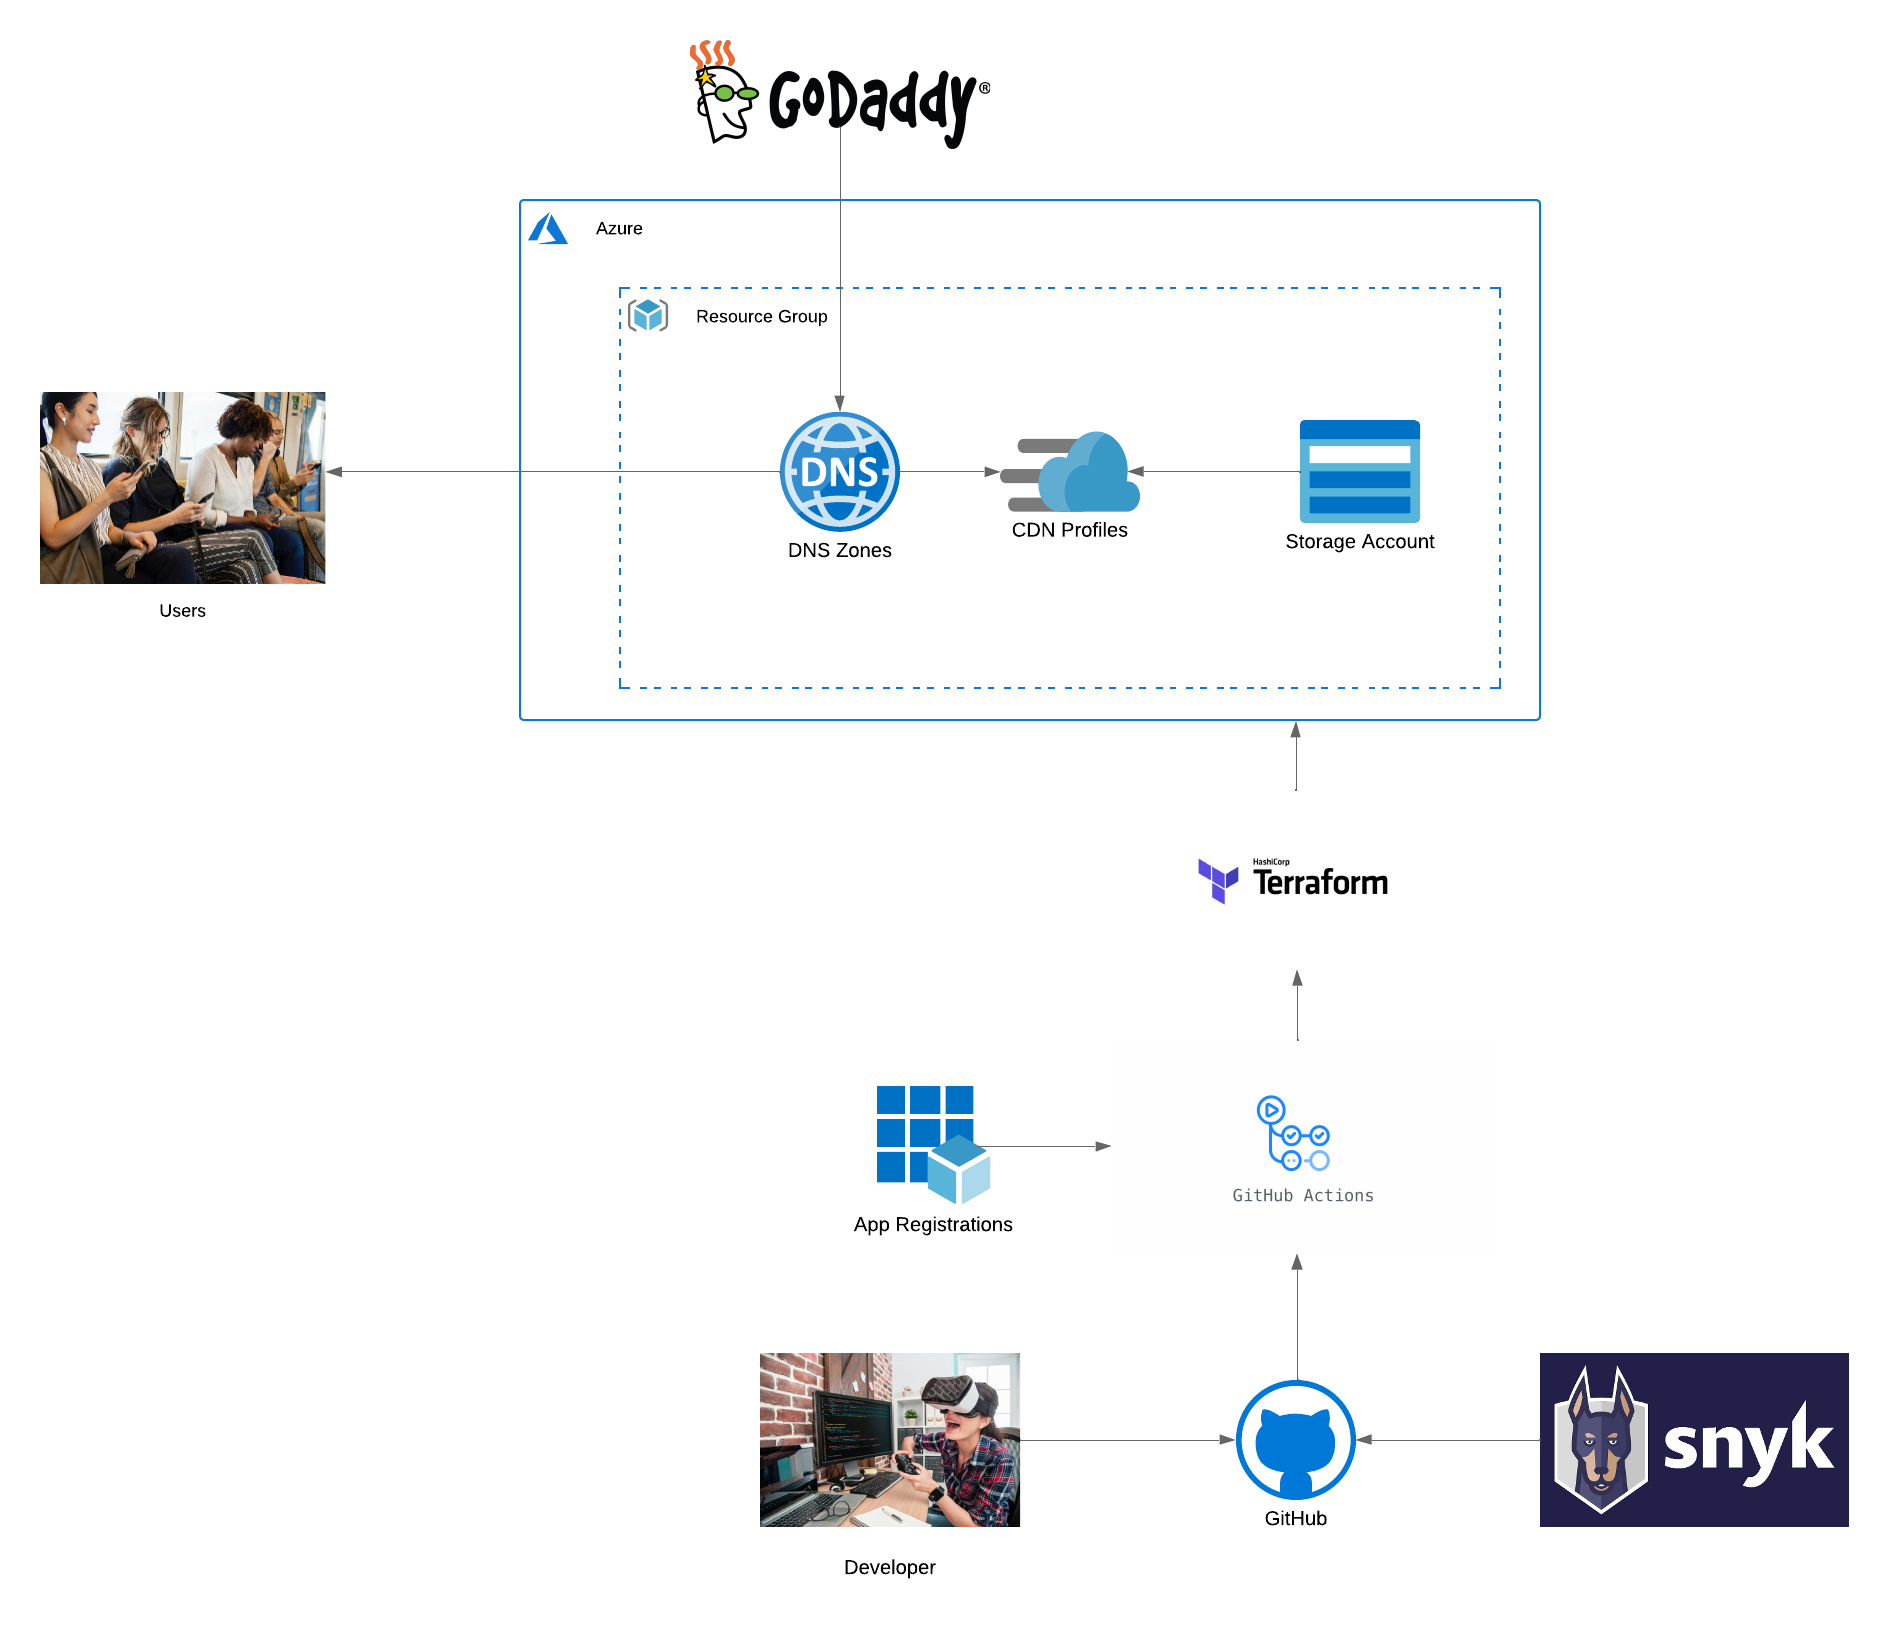 GoDaddy®
Azure
Resource Group
DNS
DNS Zones
CDN Profiles
Storage Account
Users
HashiCorp
Terraform
GitHub Actions
App Registrations
snyk
GitHub
Developer